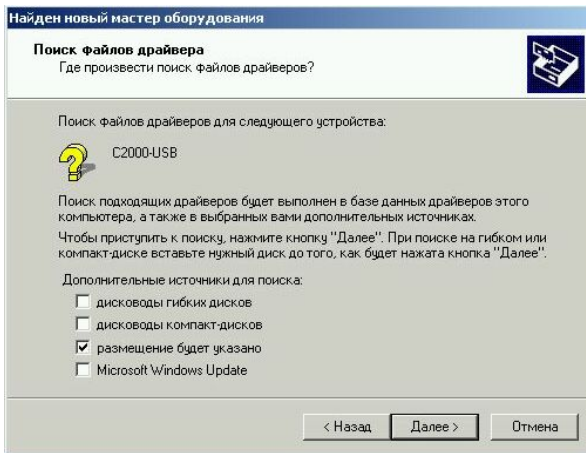 Найден новый мастер оборудования
Поиск файлов драйвера
Где произвести поиск файлов драйверов?
Поиск файлов драйверов для следующего устройства:
C2000-USB
Поиск подходящих драйверов будет выполнен в базе данных драйверов этого
компьютера, а также в выбранных вами дополнительных источниках.
Чтобы приступить к поиску, нажмите кнопку "Далее". При поиске на гибком или
компакт-диске вставьте нужный диск до того, как будет нажата кнопка "Далее".
Дополнительные источники для поиска:
дисководы гибких дисков
дисководы компакт-дисков
размещение будет указано
Microsoft Windows Update
< Назад Далее > Отмена